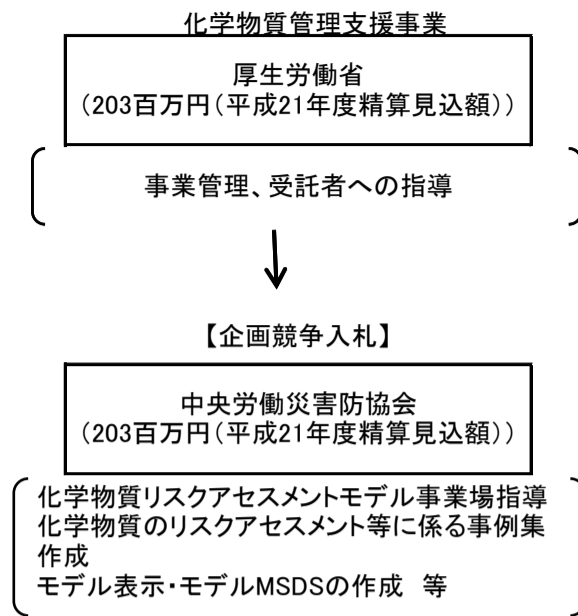 化学物質管理支援事業
厚生労働省
（203百万円（平成21年度精算見込額））
事業管理、受託者への指導
【企画競争入札】
中央労働災害防協会
（203百万円（平成21年度精算見込額））
化学物質リスクアセスメントモデル事業場指導
化学物質のリスクアセスメント等に係る事例集
作成
モデル表示・モデルMSDSの作成　等